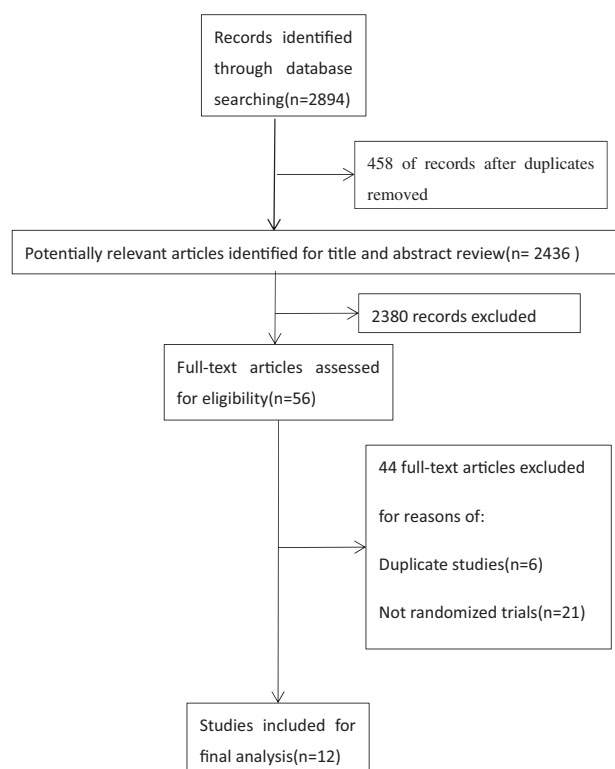 Records identified
through database
searching(n=2894)
458 of records after duplicates
removed
Potentially relevant articles identified for title and abstract review(n= 2436 )
2380 records excluded
Full-text articles assessed
for eligibility(n=56)
44 full-text articles excluded
for reasons of:
Duplicate studies(n=6)
Not randomized trials(n=21)
Studies included for
final analysis(n=12)